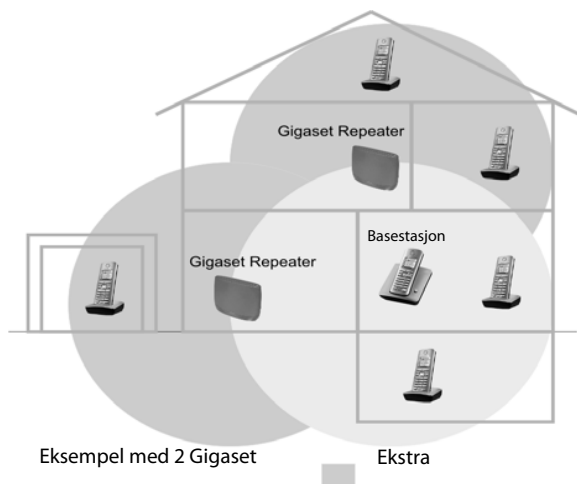 Gigaset Repeater
Basestasjon
Gigaset Repeater
Eksempel med 2 Gigaset
Ekstra